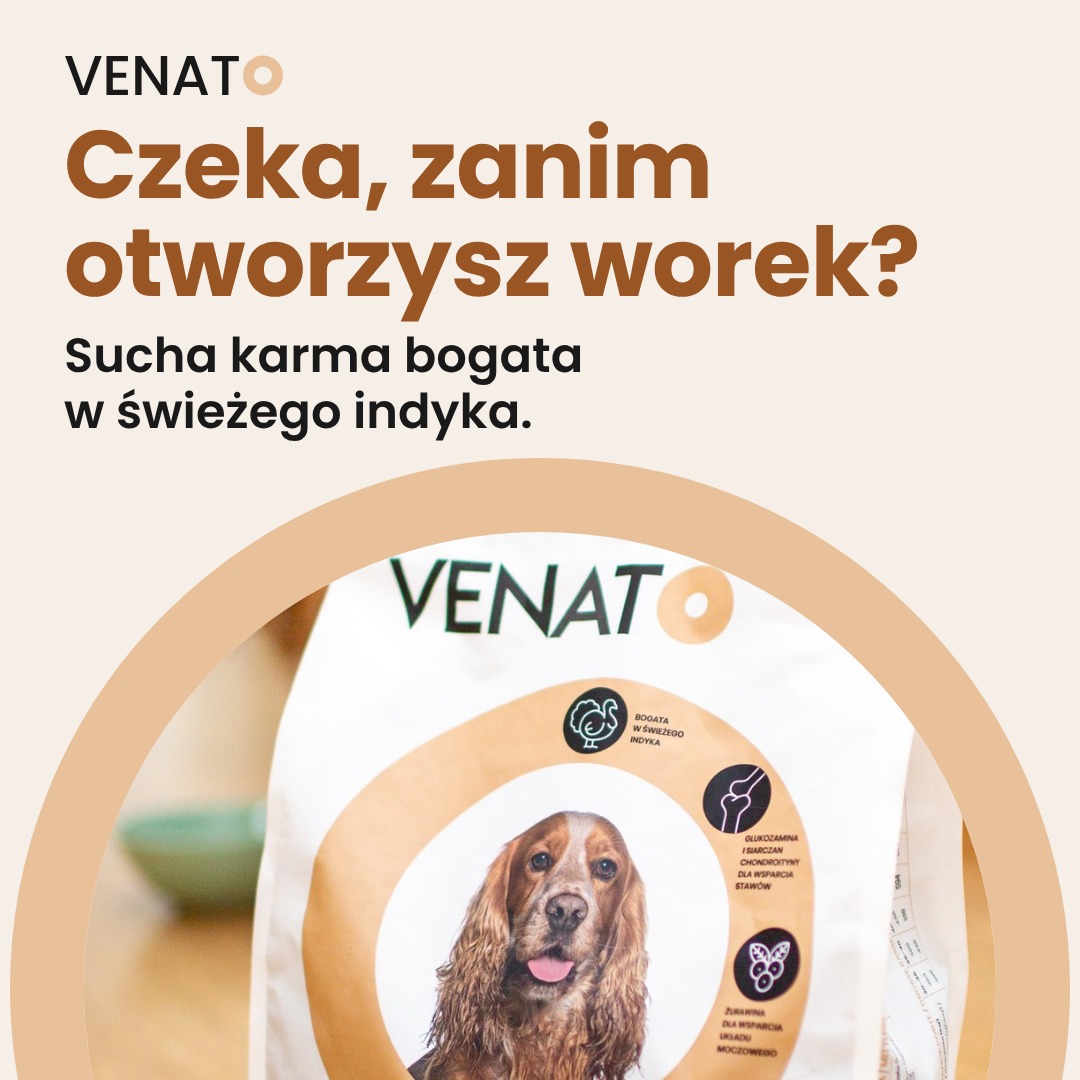 VENATO
Czeka, zanim
otworzysz worek?
Sucha karma bogata
w świeżego indyka.
VENATO
BOGATA
W ŚWIEŻEGO
INDYKA
GLUKOZAMINA
I SIARCZAN
CHONDROITYNY
DLA WSPARCIA
STAWÓW
ŻURAWINA
DLA WSPARCIA
UKŁADU
MOCZOWEGO